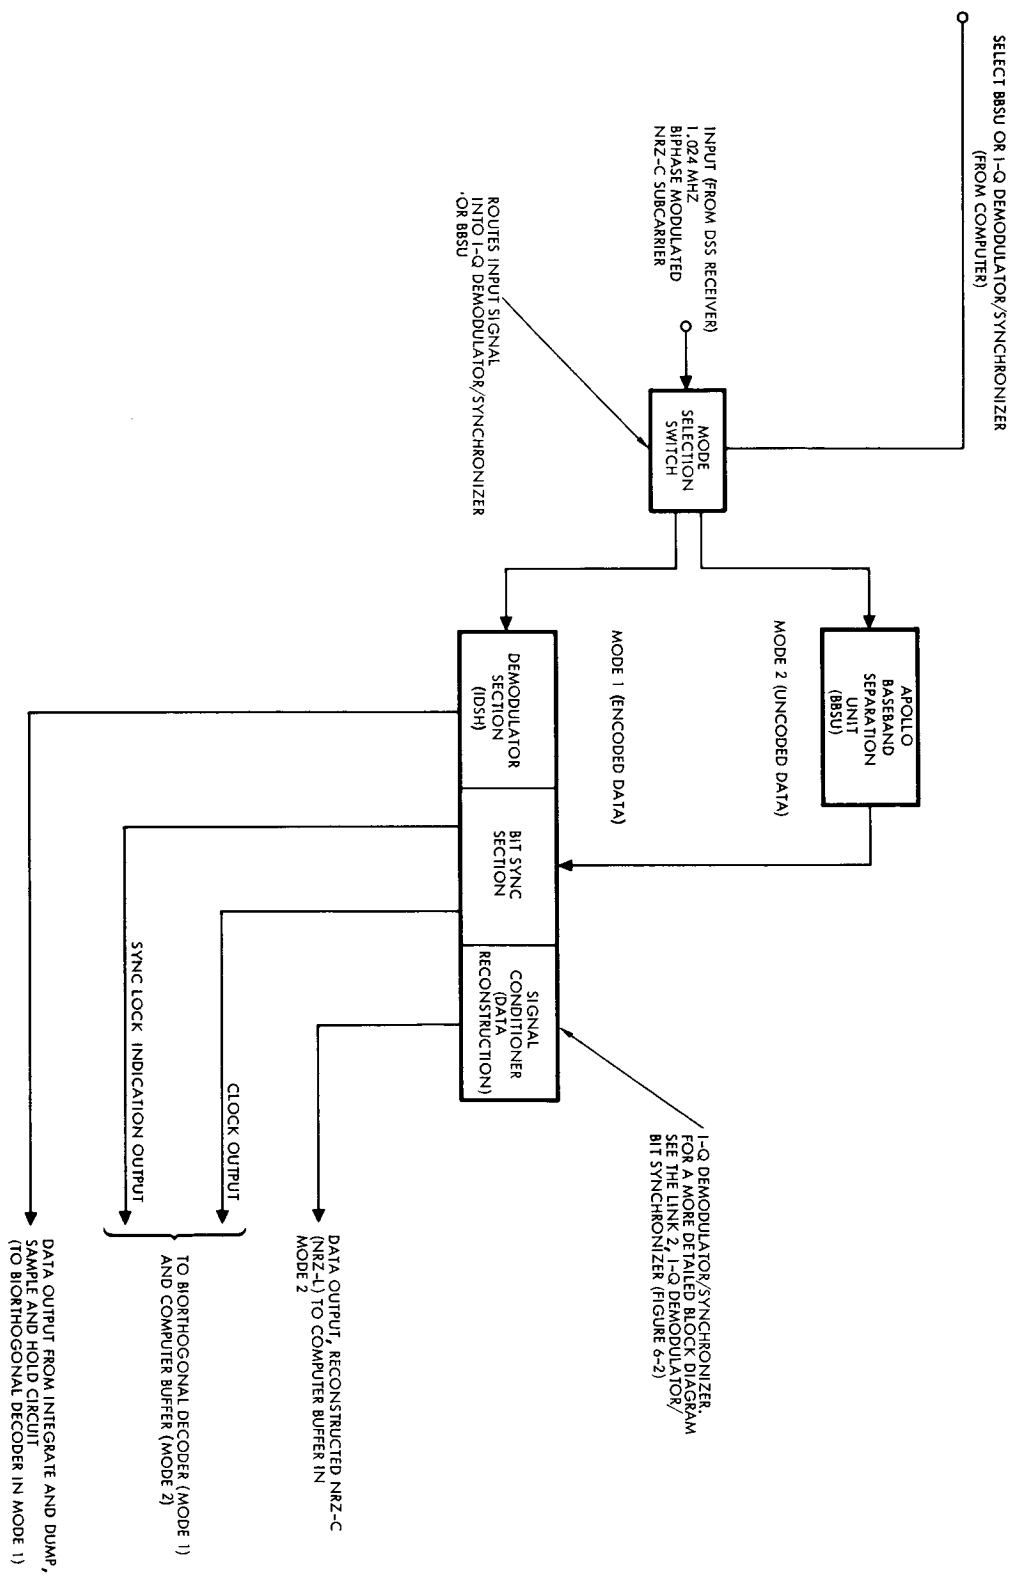 SELECT BBSU OR I-Q DEMODULATOR/SYNCHRONIZER
(FROM COMPUTER)
INPUT (FROM DSS RECEIVER)
1.024 MHZ
BIPHASE MODULATED
NRZ-C SUBCARRIER
ROUTES INPUT SIGNAL
INTO I-Q DEMODULATOR/SYNCHRONIZER
OR BBSU
MODE
SELECTION
SWITCH
APOLLO
BASEBAND
SEPARATION
UNIT
(BBSU)
MODE 2 (UNCODED DATA)
MODE 1 (ENCODED DATA)
DEMODULATOR
SECTION
(IDSH)
BIT SYNC
SECTION
SIGNAL
CONDITIONER
(DATA
RECONSTRUCTION)
I-Q DEMODULATOR/SYNCHRONIZER.
FOR A MORE DETAILED BLOCK DIAGRAM
SEE THE LINK 2, I-Q DEMODULATOR/
BIT SYNCHRONIZER (FIGURE 6-2)
DATA OUTPUT, RECONSTRUCTED NRZ-C
(NRZ-L) TO COMPUTER BUFFER IN
MODE 2
CLOCK OUTPUT
SYNC LOCK INDICATION OUTPUT
TO BIORTHOGONAL DECODER (MODE 1)
AND COMPUTER BUFFER (MODE 2)
DATA OUTPUT FROM INTEGRATE AND DUMP,
SAMPLE AND HOLD CIRCUIT
(TO BIORTHOGONAL DECODER IN MODE 1)